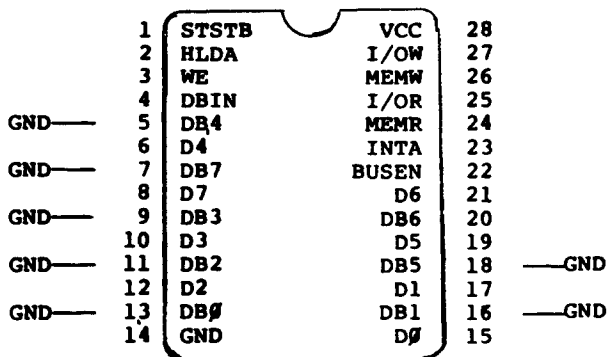 1 STSTB VCC 28
2 HLDA I/OW 27
3 WE MEMW 26
4 DBIN I/OR 25
GND 5 DB4 MEMR 24
6 D4 INTA 23
GND 7 DB7 BUSEN 22
8 D7 D6 21
GND 9 DB3 DB6 20
10 D3 D5 19
GND 11 DB2 DB5 18 GND
12 D2 D1 17
GND 13 DBØ DB1 16 GND
14 GND DØ 15